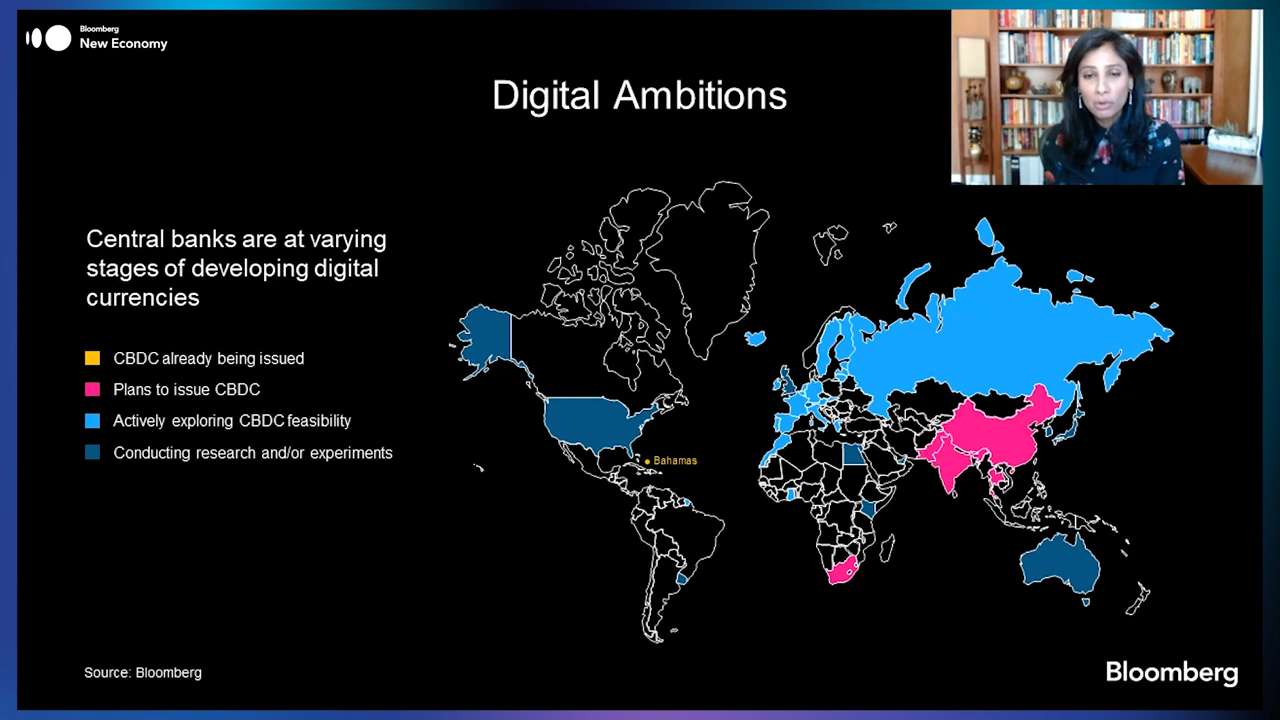 Bloomberg
New Economy
Digital Ambitions
Central banks are at varying
stages of developing digital
currencies
CBDC already being issued
Plans to issue CBDC
Actively exploring CBDC feasibility
Conducting research and/or experiments
Bahamas
Source: Bloomberg
Bloomberg